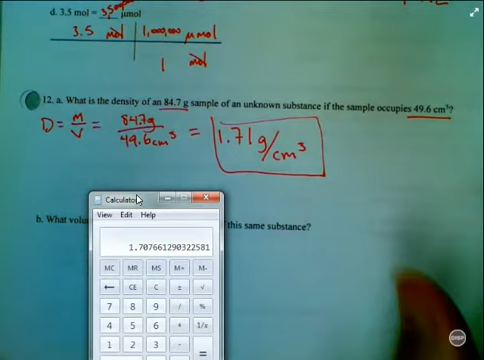 d. 3.5 mol = μmol
3.5 mol 1,000,000 μmol
1 mol
12. a. What is the density of an 84.7 g sample of an unknown substance if the sample occupies 49.6 cm³?
D = M/V = 84.7g/49.6cm³ = 1.71 g/cm³
b. What this same substance?
Calculator
View Edit Help
1.707661290322581
MC MR MS M+ M-
← CE C ± √
7 8 9 / %
4 5 6 * 1/x
1 2 3 - =